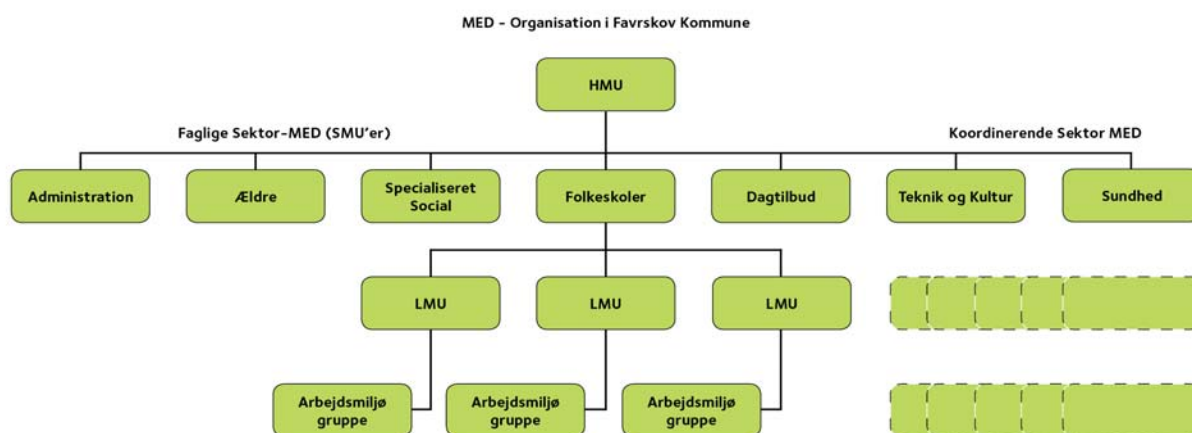 MED - Organisation i Favrskov Kommune
HMU
Faglige Sektor-MED (SMU'er)
Koordinerende Sektor MED
Administration
Ældre
Specialiseret
Social
Folkeskoler
Dagtilbud
Teknik og Kultur
Sundhed
LMU
LMU
LMU
Arbejdsmiljø
gruppe
Arbejdsmiljø
gruppe
Arbejdsmiljø
gruppe